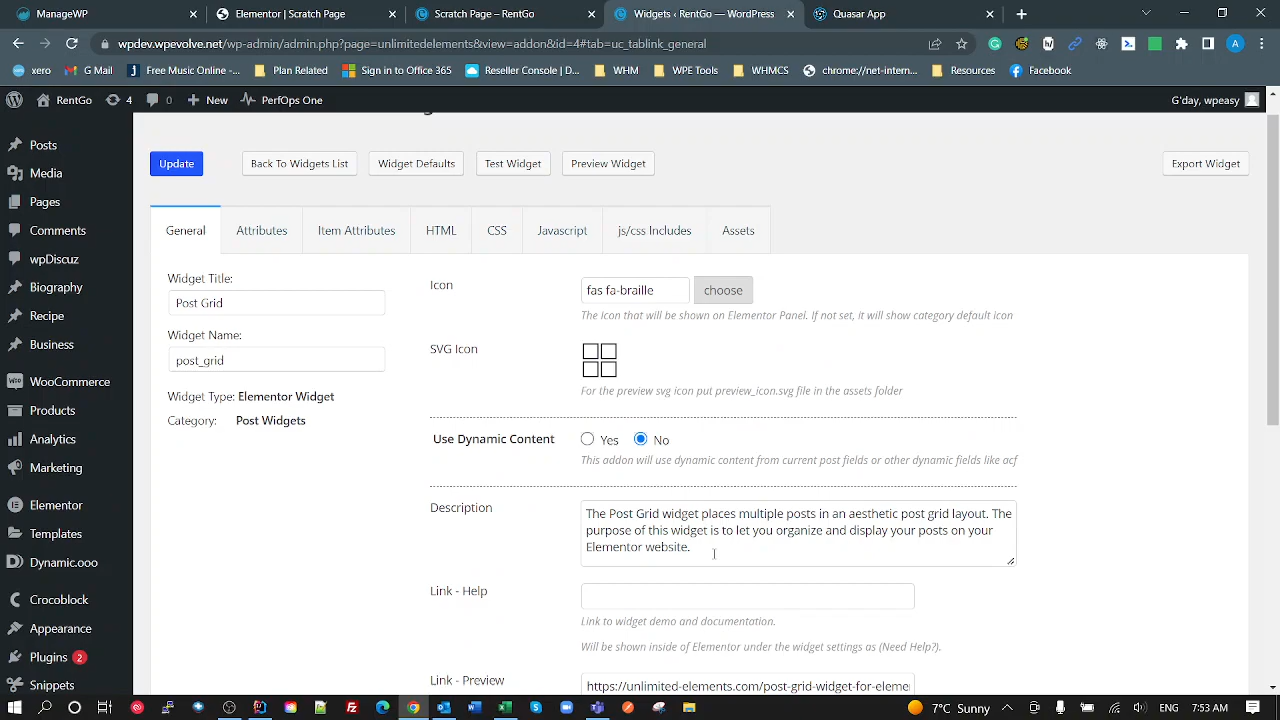 ManageWP
Elementor | Scratch Page
Scratch Page – RentGo
Widgets ‹ RentGo — WordPress
Quasar App
wpdev.wpevolve.net/wp-admin/admin.php?page=unlimitedelements&view=addon&id=4#tab=uc_tablink_general
xero
G Mail
Free Music Online -...
Plan Related
Sign in to Office 365
Reseller Console | D...
WHM
WPE Tools
WHMCS
chrome://net-intern...
Resources
Facebook
RentGo
4
0
New
PerfOps One
G'day, wpeasy
Posts
Media
Pages
Comments
wpDiscuz
Biography
Recipe
Business
WooCommerce
Products
Analytics
Marketing
Elementor
Templates
Dynamic.ooo
Crocoblock
Appearance
Plugins 2
Snippets
Update
Back To Widgets List
Widget Defaults
Test Widget
Preview Widget
Export Widget
General
Attributes
Item Attributes
HTML
CSS
Javascript
js/css Includes
Assets
Widget Title:
Post Grid
Widget Name:
post_grid
Widget Type: Elementor Widget
Category: Post Widgets
Icon
fas fa-braille
choose
The icon that will be shown on Elementor Panel. If not set, it will show category default icon
SVG Icon
For the preview svg icon put preview_icon.svg file in the assets folder
Use Dynamic Content
Yes
No
This addon will use dynamic content from current post fields or other dynamic fields like acf
Description
The Post Grid widget places multiple posts in an aesthetic post grid layout. The
purpose of this widget is to let you organize and display your posts on your
Elementor website.
Link - Help
Link to widget demo and documentation.
Will be shown inside of Elementor under the widget settings as (Need Help?).
Link - Preview
https://unlimited-elements.com/post-grid-widget-for-eleme
7°C Sunny
7:53 AM